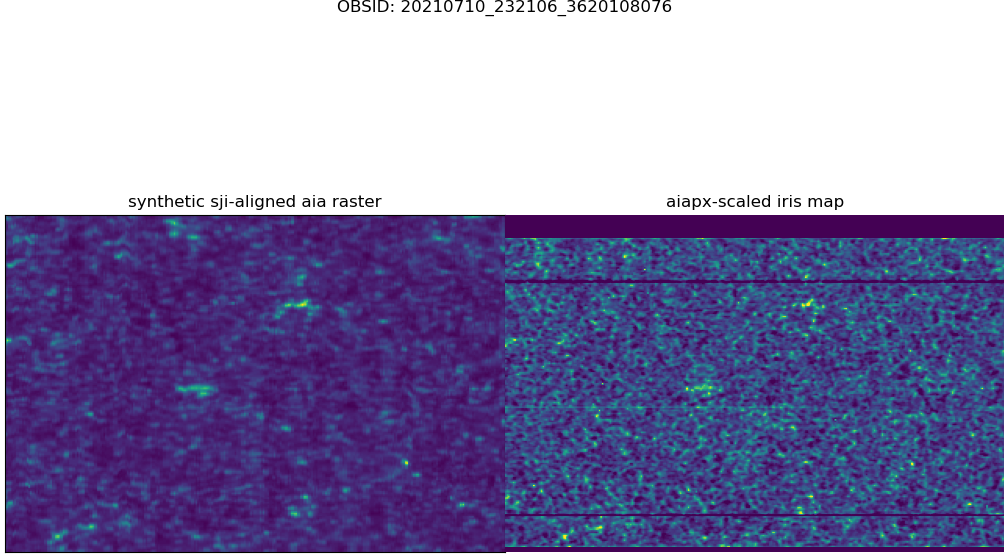 OBSID: 20210710_232106_3620108076
synthetic sji-aligned aia raster
aiapx-scaled iris map